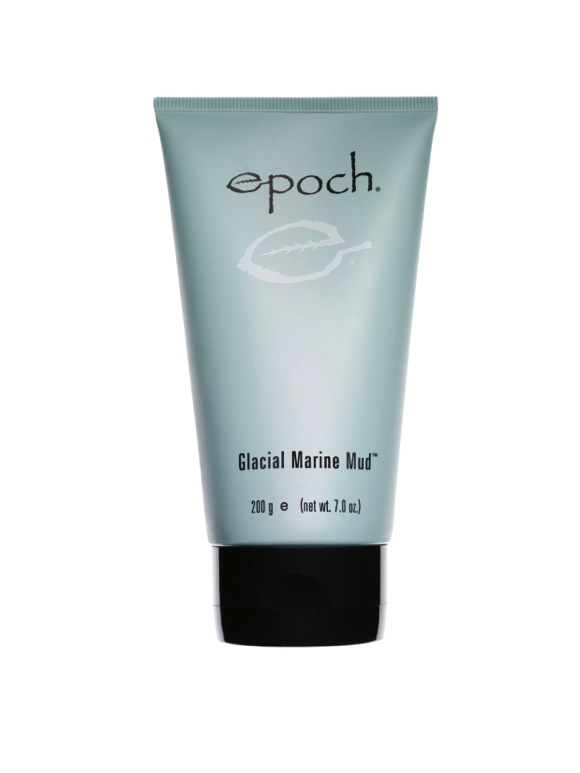 epoch.®
®
Glacial Marine Mud™
200 g e (net wt. 7.0 oz.)